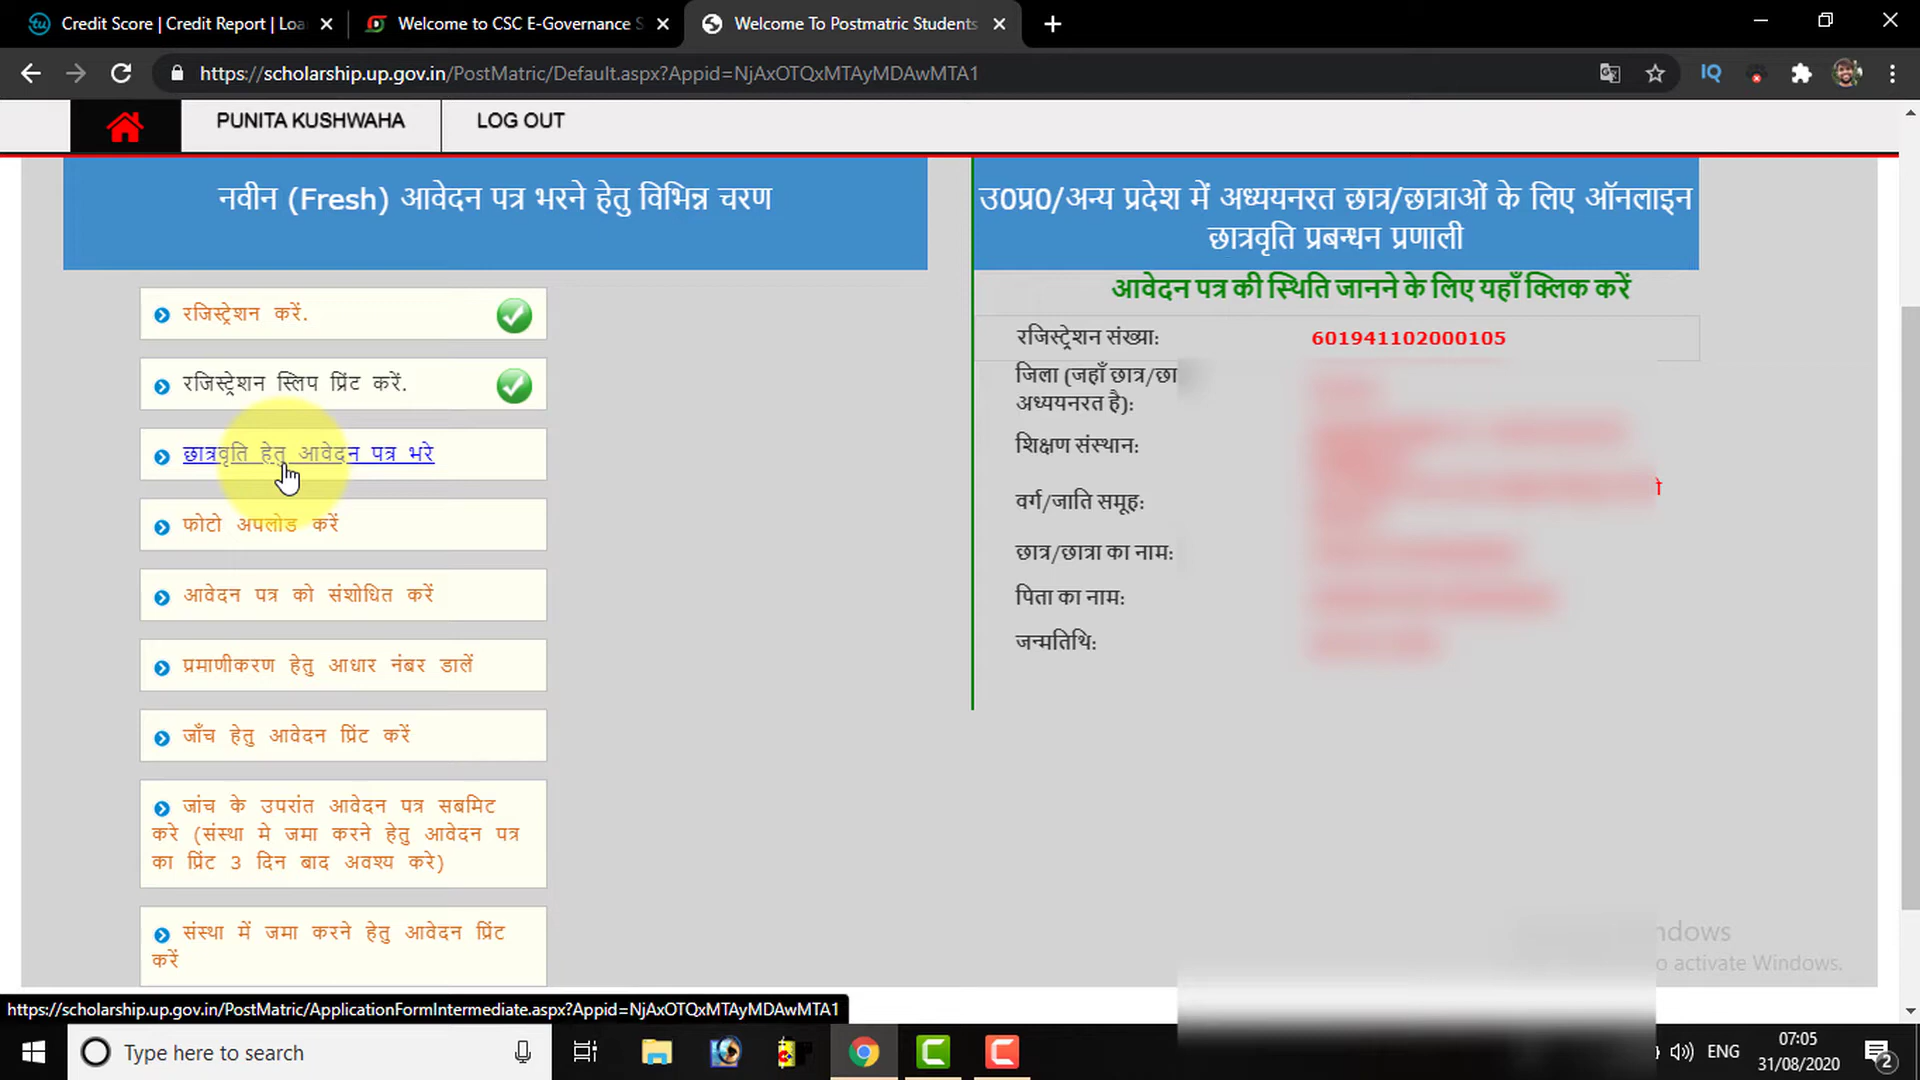 Credit Score | Credit Report | Loa
Welcome to CSC E-Governance S
Welcome To Postmatric Students
https://scholarship.up.gov.in/PostMatric/Default.aspx?Appid=NjAxOTQxMTAyMDAwMTA1
IQ
PUNITA KUSHWAHA
LOG OUT
नवीन (Fresh) आवेदन पत्र भरने हेतु विभिन्न चरण
रजिस्ट्रेशन करें.
रजिस्ट्रेशन स्लिप प्रिंट करें.
छात्रवृति हेतु आवेदन पत्र भरे
फोटो अपलोड करें
आवेदन पत्र को संशोधित करें
प्रमाणीकरण हेतु आधार नंबर डालें
जाँच हेतु आवेदन प्रिंट करें
जांच के उपरांत आवेदन पत्र सबमिट
करे (संस्था मे जमा करने हेतु आवेदन पत्र
का प्रिंट 3 दिन बाद अवश्य करे)
संस्था में जमा करने हेतु आवेदन प्रिंट
करें
उ0प्र0/अन्य प्रदेश में अध्ययनरत छात्र/छात्राओं के लिए ऑनलाइन
छात्रवृति प्रबन्धन प्रणाली
आवेदन पत्र की स्थिति जानने के लिए यहाँ क्लिक करें
रजिस्ट्रेशन संख्या: 601941102000105
जिला (जहाँ छात्र/छा
अध्ययनरत है):
शिक्षण संस्थान:
वर्ग/जाति समूह:
छात्र/छात्रा का नाम:
पिता का नाम:
जन्मतिथि:
ndows
o activate Windows.
https://scholarship.up.gov.in/PostMatric/ApplicationFormIntermediate.aspx?Appid=NjAxOTQxMTAyMDAwMTA1
Type here to search
ENG
07:05
31/08/2020
2